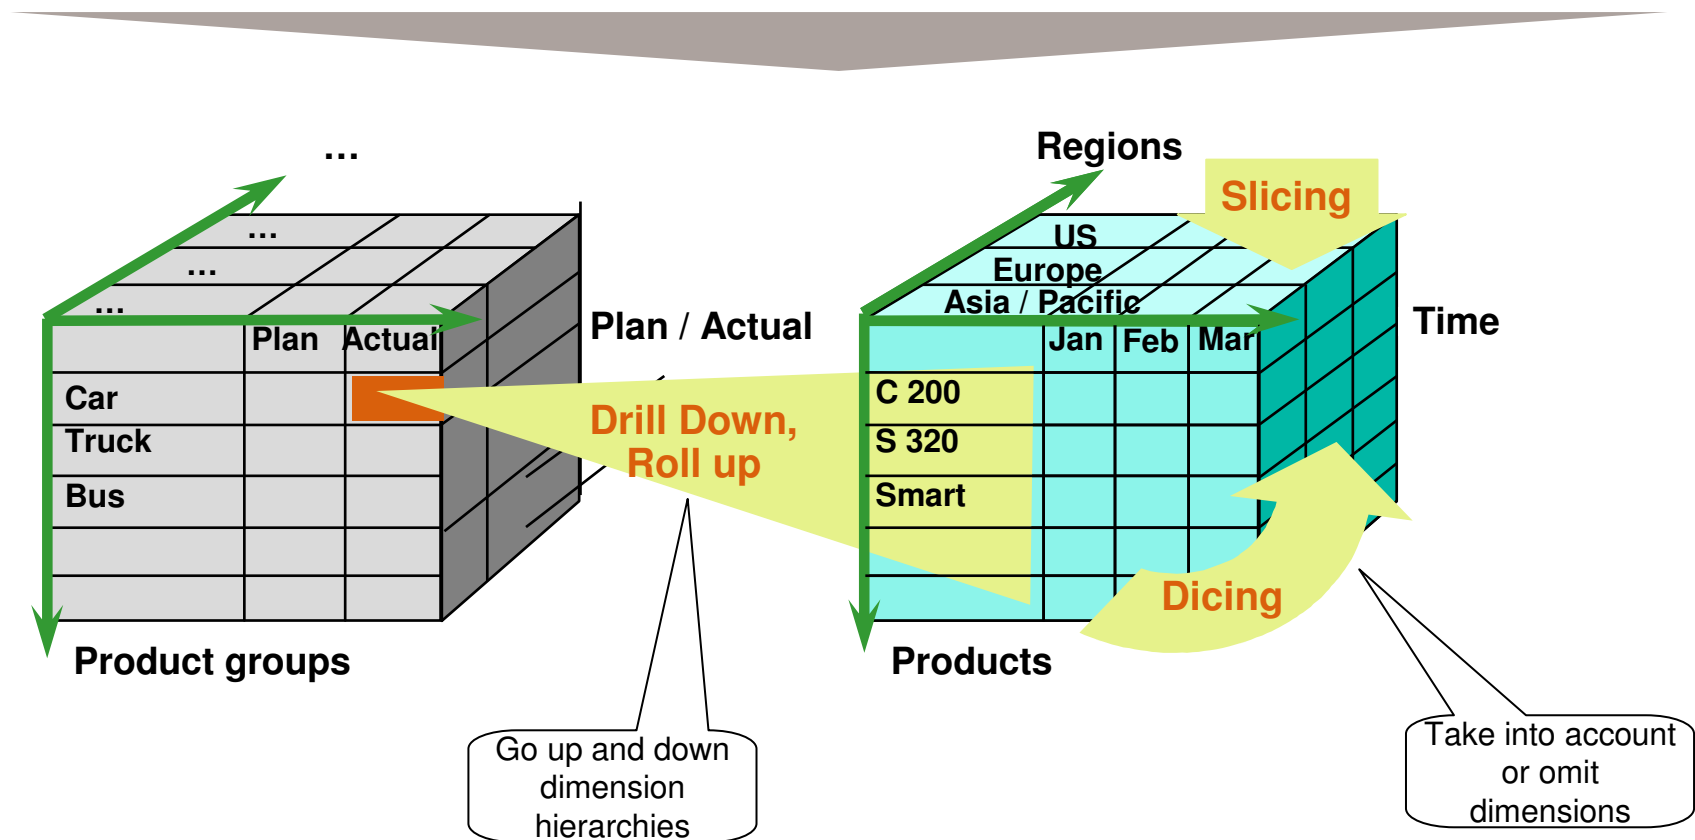 ...
Regions
Slicing
...
US
...
Europe
...
Asia / Pacific
Plan / Actual
Time
Plan
Actual
Jan
Feb
Mar
Car
C 200
Drill Down,
Roll up
Truck
S 320
Bus
Smart
Dicing
Product groups
Products
Go up and down
dimension
hierarchies
Take into account
or omit
dimensions